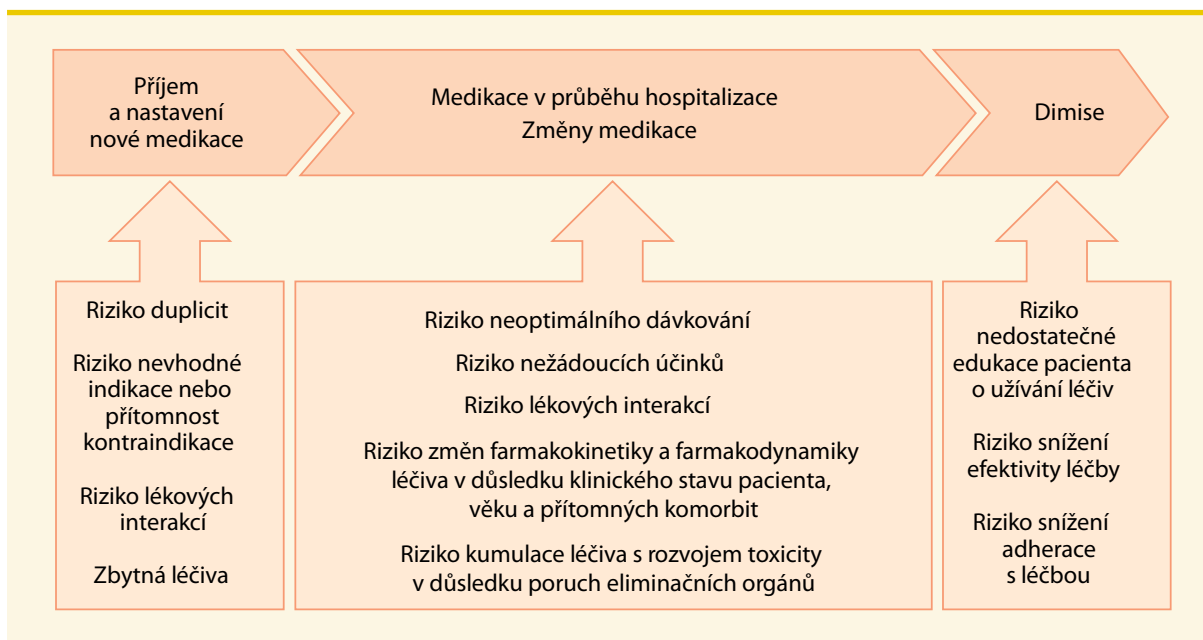 Příjem
a nastavení
nové medikace
Medikace v průběhu hospitalizace
Změny medikace
Dimise
Riziko duplicit
Riziko nevhodné
indikace nebo
přítomnost
kontraindikace
Riziko lékových
interakcí
Zbytná léčiva
Riziko neoptimálního dávkování
Riziko nežádoucích účinků
Riziko lékových interakcí
Riziko změn farmakokinetiky a farmakodynamiky
léčiva v důsledku klinického stavu pacienta,
věku a přítomných komorbit
Riziko kumulace léčiva s rozvojem toxicity
v důsledku poruch eliminačních orgánů
Riziko
nedostatečné
edukace pacienta
o užívání léčiv
Riziko snížení
efektivity léčby
Riziko snížení
adherace
s léčbou